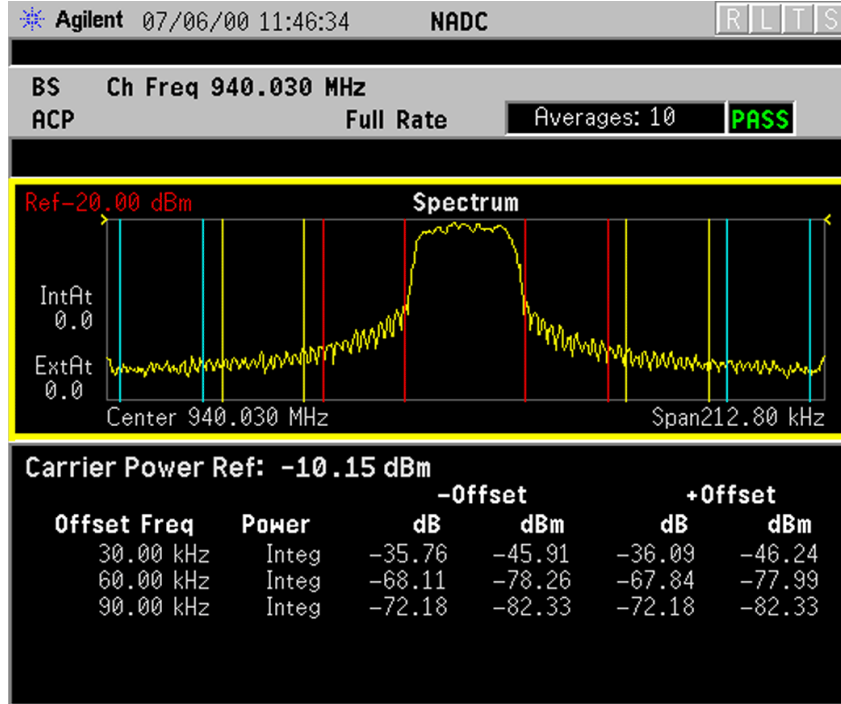 Agilent 07/06/00 11:46:34 NADC R L T S
BS Ch Freq 940.030 MHz
ACP Full Rate Averages: 10 PASS
Ref-20.00 dBm Spectrum
IntAt
0.0
ExtAt
0.0
Center 940.030 MHz Span212.80 kHz
Carrier Power Ref: -10.15 dBm
-Offset +Offset
Offset Freq Power dB dBm dB dBm
30.00 kHz Integ -35.76 -45.91 -36.09 -46.24
60.00 kHz Integ -68.11 -78.26 -67.84 -77.99
90.00 kHz Integ -72.18 -82.33 -72.18 -82.33